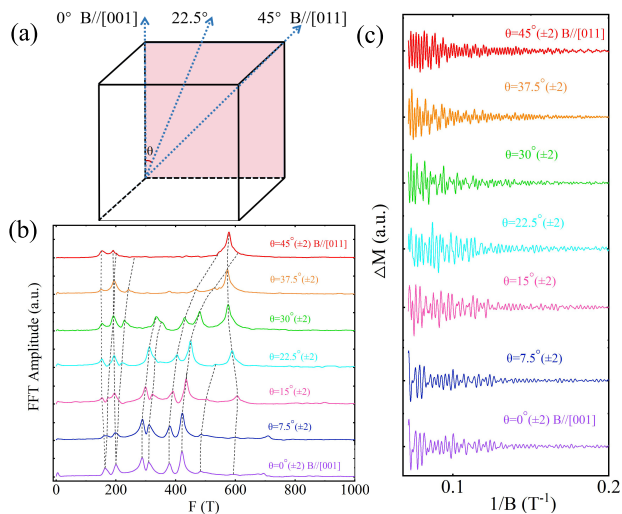 (a)
0° B//[001]
22.5°
45° B//[011]
θ
(b)
θ=45°(±2) B//[011]
θ=37.5°(±2)
θ=30°(±2)
θ=22.5°(±2)
θ=15°(±2)
θ=7.5°(±2)
θ=0°(±2) B//[001]
FFT Amplitude (a.u.)
0 200 400 600 800 1000
F (T)
(c)
θ=45°(±2) B//[011]
θ=37.5°(±2)
θ=30°(±2)
θ=22.5°(±2)
θ=15°(±2)
θ=7.5°(±2)
θ=0°(±2) B//[001]
ΔM (a.u.)
0.1 0.2
1/B (T⁻¹)